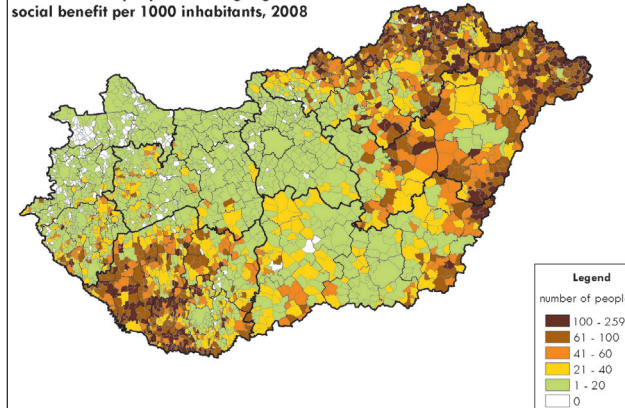 social benefit per 1000 inhabitants, 2008
Legend
number of peopl
100 - 259
61 - 100
41 - 60
21 - 40
1 - 20
0